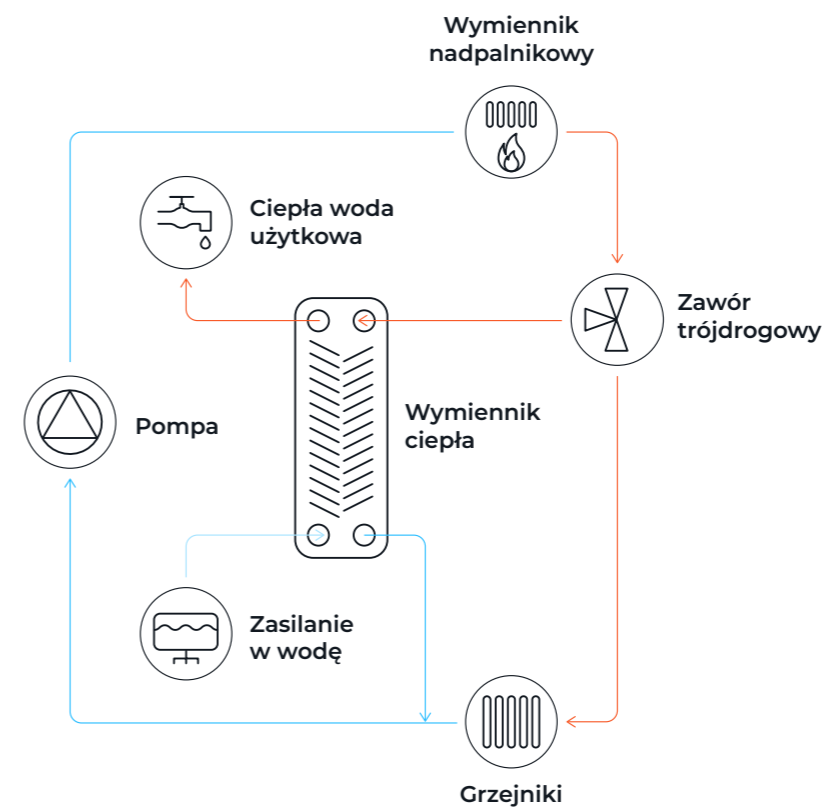 Wymiennik
nadpalnikowy
Ciepła woda
użytkowa
Zawór
trójdrogowy
Wymiennik
ciepła
Pompa
Zasilanie
w wodę
Grzejniki